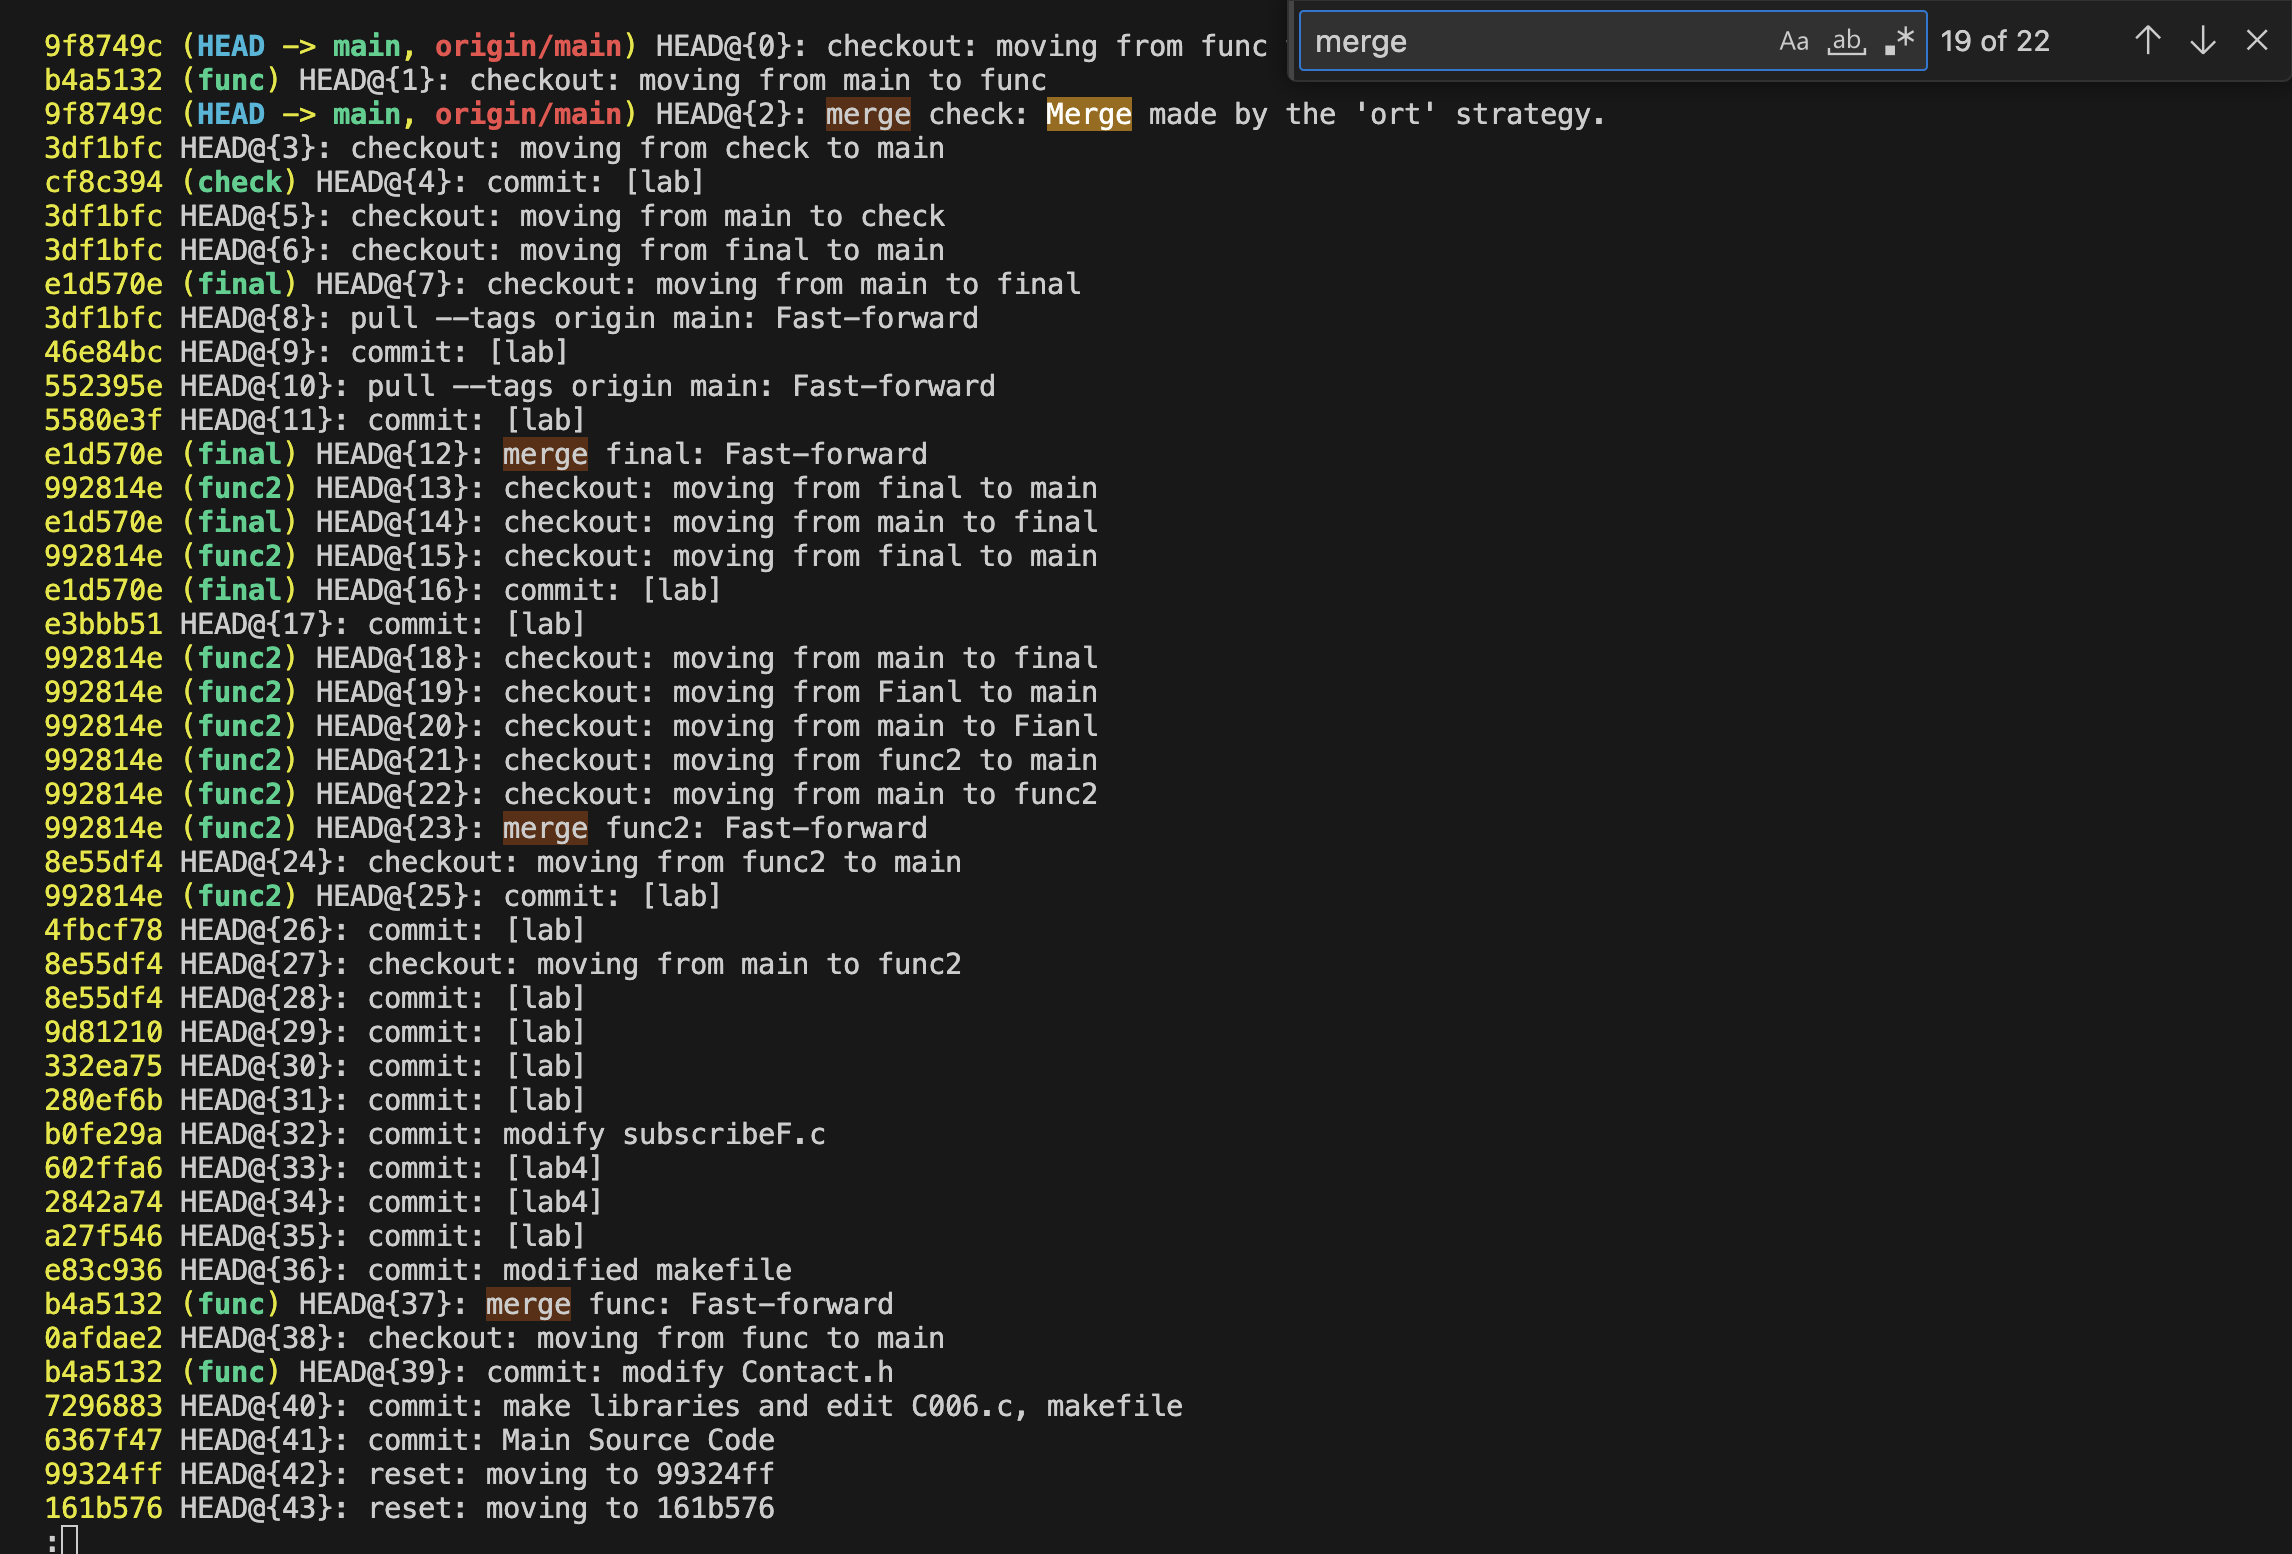 merge Aa ab .* 19 of 22
9f8749c (HEAD -> main, origin/main) HEAD@{0}: checkout: moving from func
b4a5132 (func) HEAD@{1}: checkout: moving from main to func
9f8749c (HEAD -> main, origin/main) HEAD@{2}: merge check: Merge made by the 'ort' strategy.
3df1bfc HEAD@{3}: checkout: moving from check to main
cf8c394 (check) HEAD@{4}: commit: [lab]
3df1bfc HEAD@{5}: checkout: moving from main to check
3df1bfc HEAD@{6}: checkout: moving from final to main
e1d570e (final) HEAD@{7}: checkout: moving from main to final
3df1bfc HEAD@{8}: pull --tags origin main: Fast-forward
46e84bc HEAD@{9}: commit: [lab]
552395e HEAD@{10}: pull --tags origin main: Fast-forward
5580e3f HEAD@{11}: commit: [lab]
e1d570e (final) HEAD@{12}: merge final: Fast-forward
992814e (func2) HEAD@{13}: checkout: moving from final to main
e1d570e (final) HEAD@{14}: checkout: moving from main to final
992814e (func2) HEAD@{15}: checkout: moving from final to main
e1d570e (final) HEAD@{16}: commit: [lab]
e3bbb51 HEAD@{17}: commit: [lab]
992814e (func2) HEAD@{18}: checkout: moving from main to final
992814e (func2) HEAD@{19}: checkout: moving from Fianl to main
992814e (func2) HEAD@{20}: checkout: moving from main to Fianl
992814e (func2) HEAD@{21}: checkout: moving from func2 to main
992814e (func2) HEAD@{22}: checkout: moving from main to func2
992814e (func2) HEAD@{23}: merge func2: Fast-forward
8e55df4 HEAD@{24}: checkout: moving from func2 to main
992814e (func2) HEAD@{25}: commit: [lab]
4fbcf78 HEAD@{26}: commit: [lab]
8e55df4 HEAD@{27}: checkout: moving from main to func2
8e55df4 HEAD@{28}: commit: [lab]
9d81210 HEAD@{29}: commit: [lab]
332ea75 HEAD@{30}: commit: [lab]
280ef6b HEAD@{31}: commit: [lab]
b0fe29a HEAD@{32}: commit: modify subscribeF.c
602ffa6 HEAD@{33}: commit: [lab4]
2842a74 HEAD@{34}: commit: [lab4]
a27f546 HEAD@{35}: commit: [lab]
e83c936 HEAD@{36}: commit: modified makefile
b4a5132 (func) HEAD@{37}: merge func: Fast-forward
0afdae2 HEAD@{38}: checkout: moving from func to main
b4a5132 (func) HEAD@{39}: commit: modify Contact.h
7296883 HEAD@{40}: commit: make libraries and edit C006.c, makefile
6367f47 HEAD@{41}: commit: Main Source Code
99324ff HEAD@{42}: reset: moving to 99324ff
161b576 HEAD@{43}: reset: moving to 161b576
: